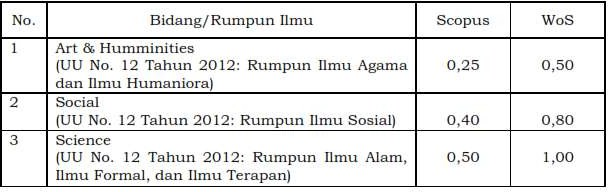 No. Bidang/Rumpun Ilmu Scopus WoS
1 Art & Humminities
(UU No. 12 Tahun 2012: Rumpun Ilmu Agama 0,25 0,50
dan Ilmu Humaniora)
2 Social
(UU No. 12 Tahun 2012: Rumpun Ilmu Sosial) 0,40 0,80
3 Science
(UU No. 12 Tahun 2012: Rumpun Ilmu Alam, 0,50 1,00
Ilmu Formal, dan Ilmu Terapan)